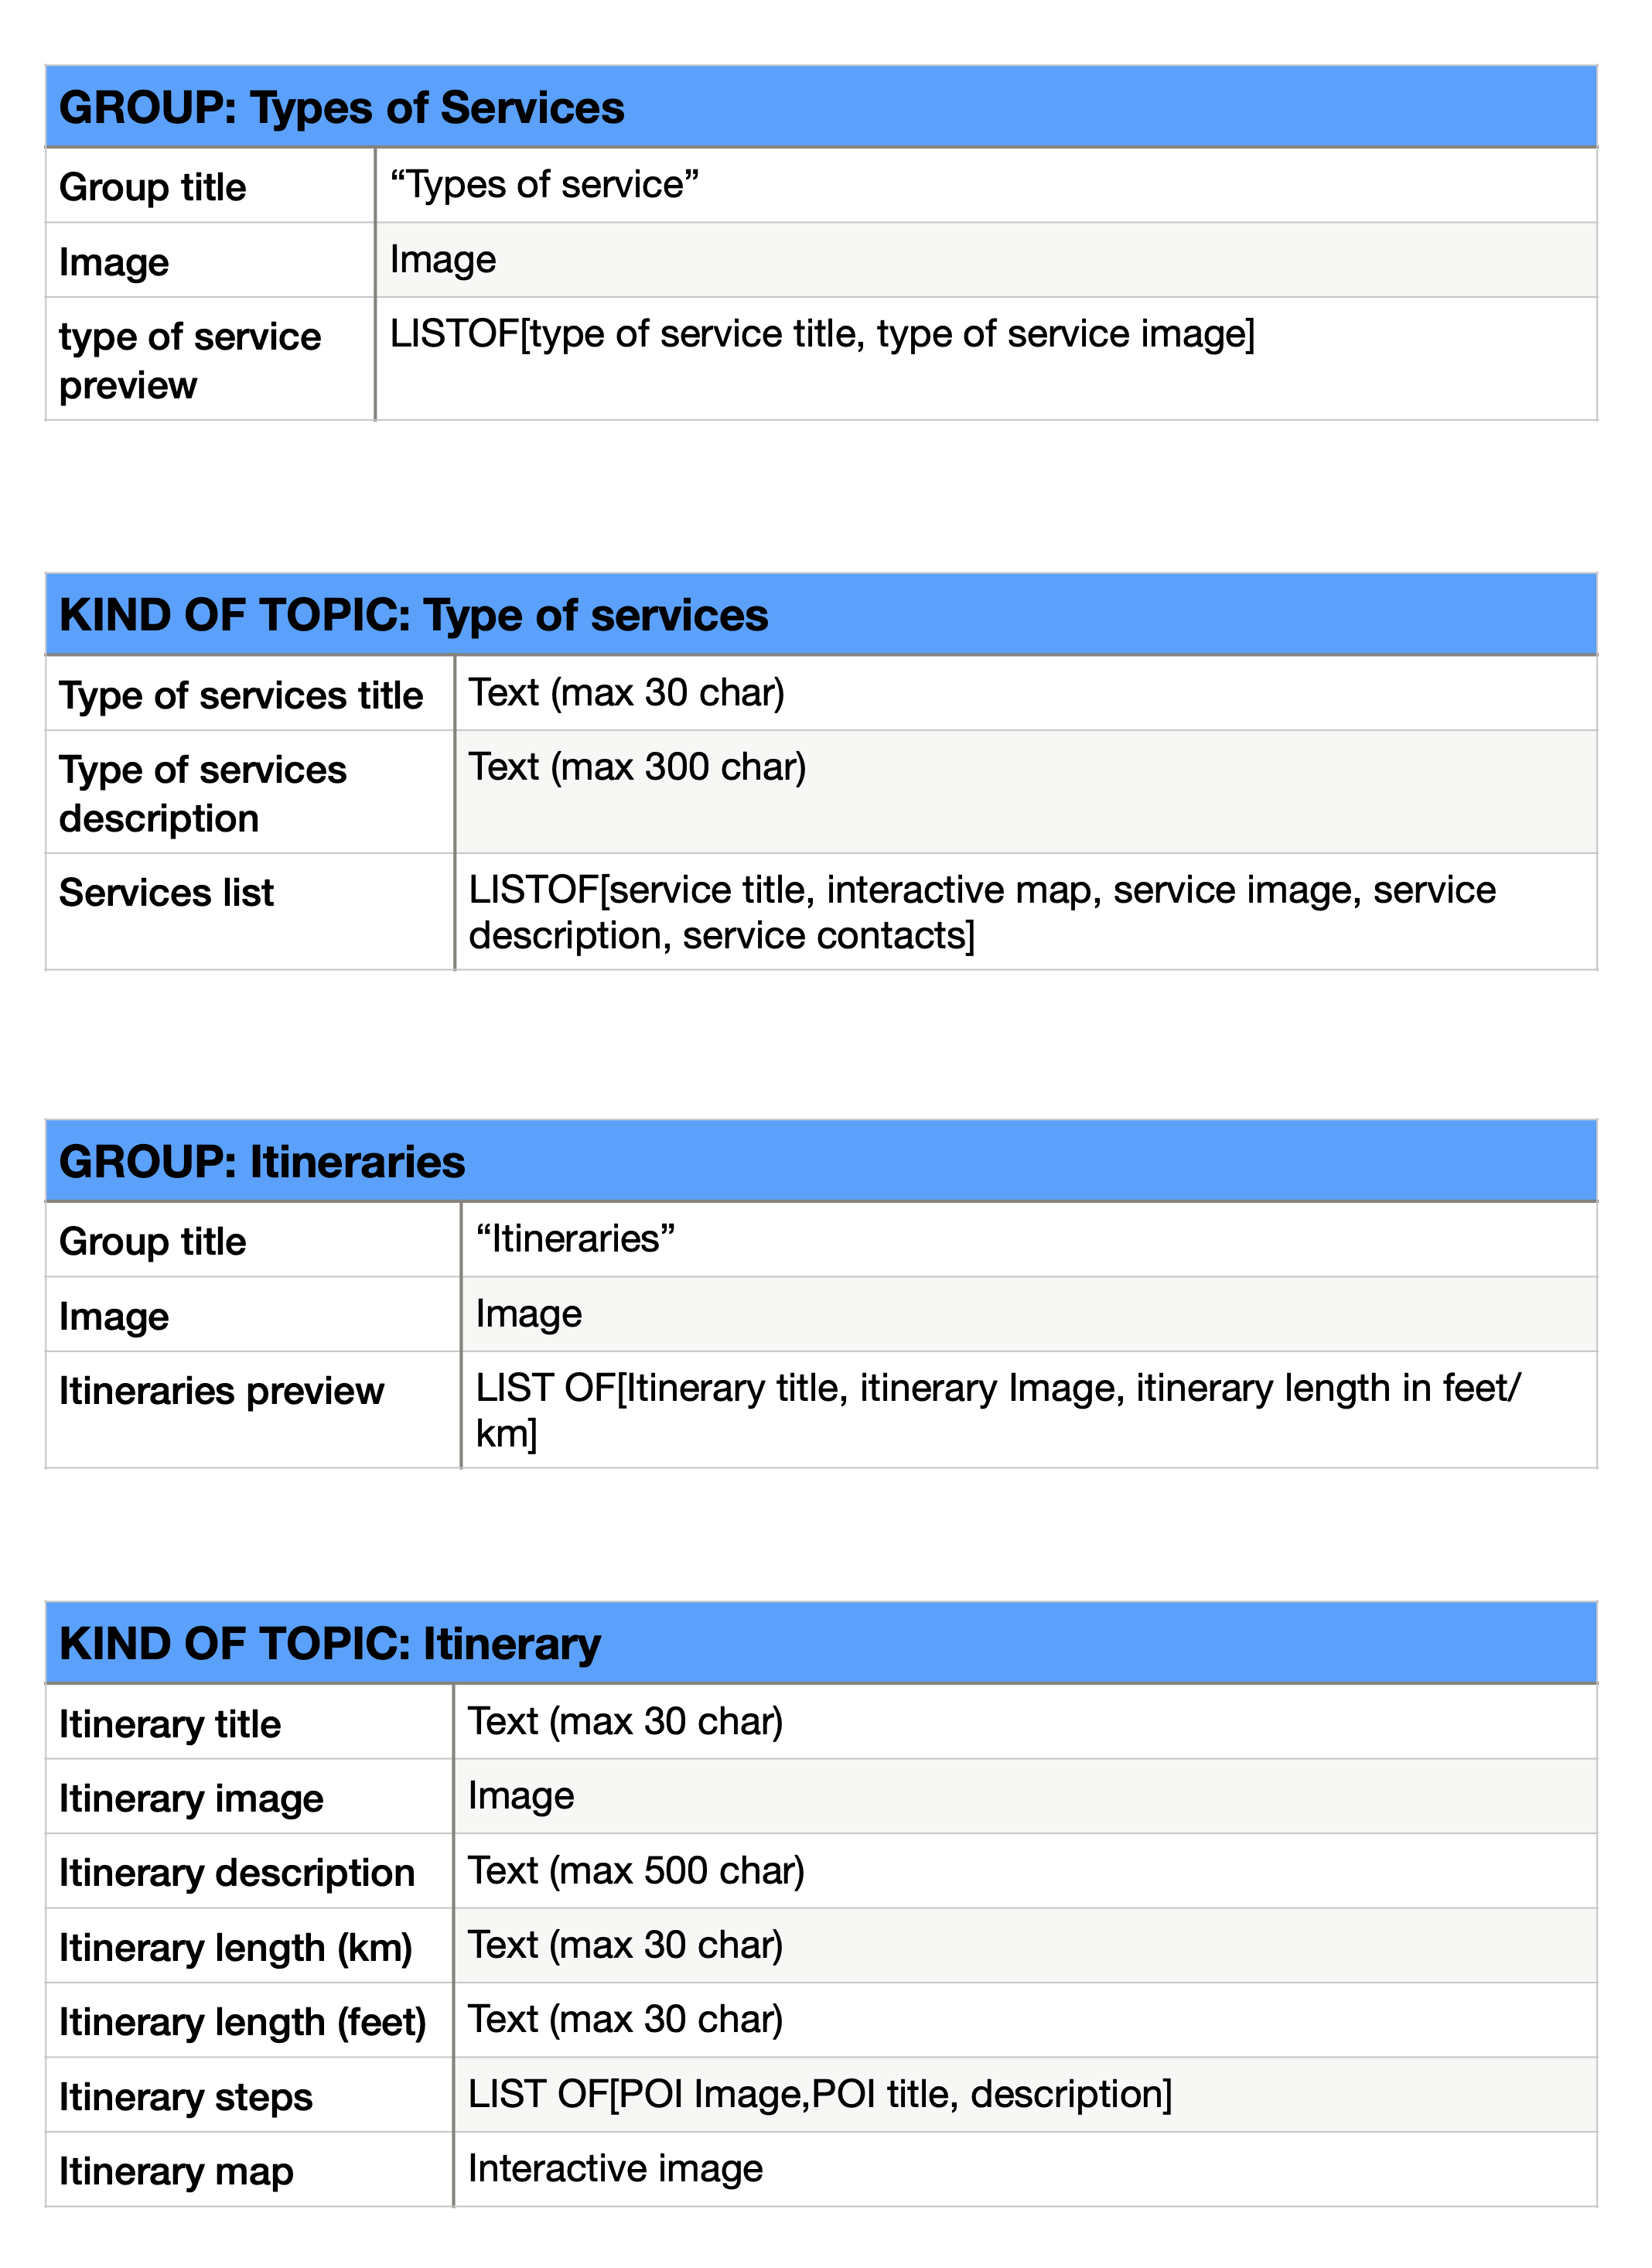 GROUP: Types of Services
Group title
“Types of service”
Image
Image
type of service
preview
LISTOF[type of service title, type of service image]
KIND OF TOPIC: Type of services
Type of services title
Text (max 30 char)
Type of services
description
Text (max 300 char)
Services list
LISTOF[service title, interactive map, service image, service
description, service contacts]
GROUP: Itineraries
Group title
“Itineraries”
Image
Image
Itineraries preview
LIST OF[Itinerary title, itinerary Image, itinerary length in feet/
km]
KIND OF TOPIC: Itinerary
Itinerary title
Text (max 30 char)
Itinerary image
Image
Itinerary description
Text (max 500 char)
Itinerary length (km)
Text (max 30 char)
Itinerary length (feet)
Text (max 30 char)
Itinerary steps
LIST OF[POI Image,POI title, description]
Itinerary map
Interactive image